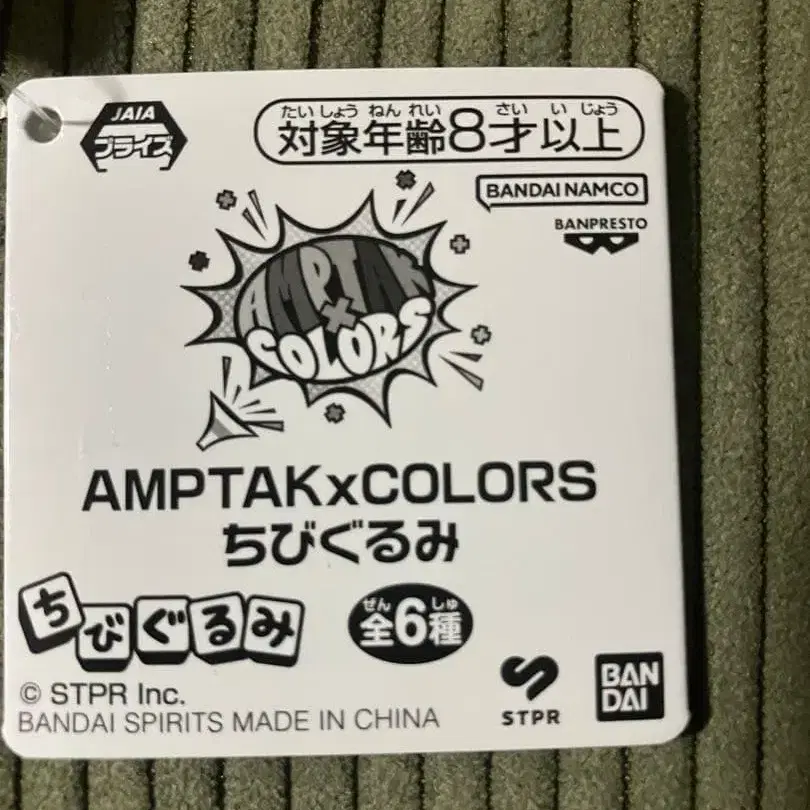 JAIA
プライズ
たいしょうねんれい さいいじょう
対象年齢8才以上
BANDAI NAMCO
BANPRESTO
AMPTAK
×
COLORS
AMPTAKxCOLORS
ちびぐるみ
ちびぐるみ
ぜん しゅ
全6種
© STPR Inc.
BANDAI SPIRITS MADE IN CHINA
STPR
BAN
DAI